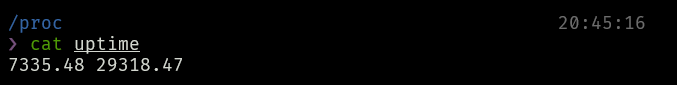 /proc 20:45:16
❯ cat uptime
7335.48 29318.47